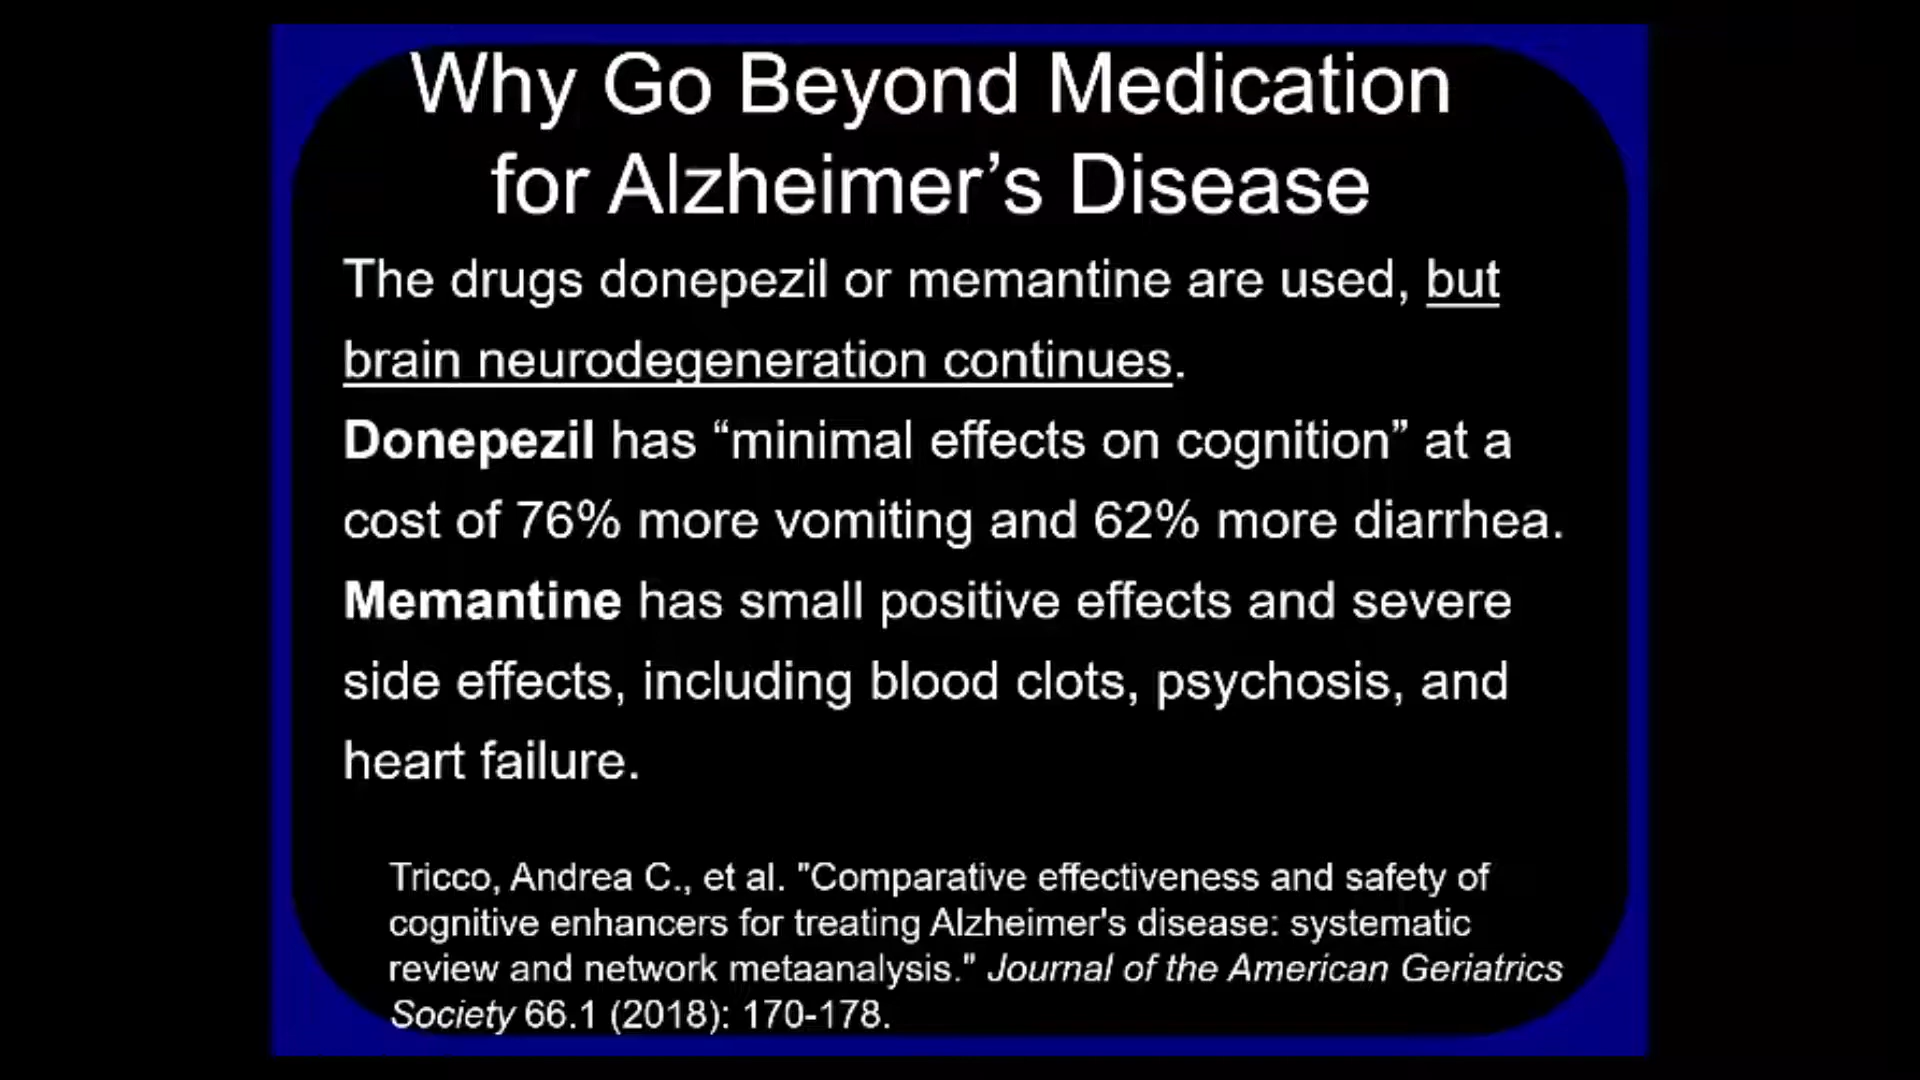 Why Go Beyond Medication
for Alzheimer’s Disease
The drugs donepezil or memantine are used, but
brain neurodegeneration continues.
Donepezil has “minimal effects on cognition” at a
cost of 76% more vomiting and 62% more diarrhea.
Memantine has small positive effects and severe
side effects, including blood clots, psychosis, and
heart failure.
Tricco, Andrea C., et al. "Comparative effectiveness and safety of
cognitive enhancers for treating Alzheimer's disease: systematic
review and network metaanalysis." Journal of the American Geriatrics
Society 66.1 (2018): 170-178.